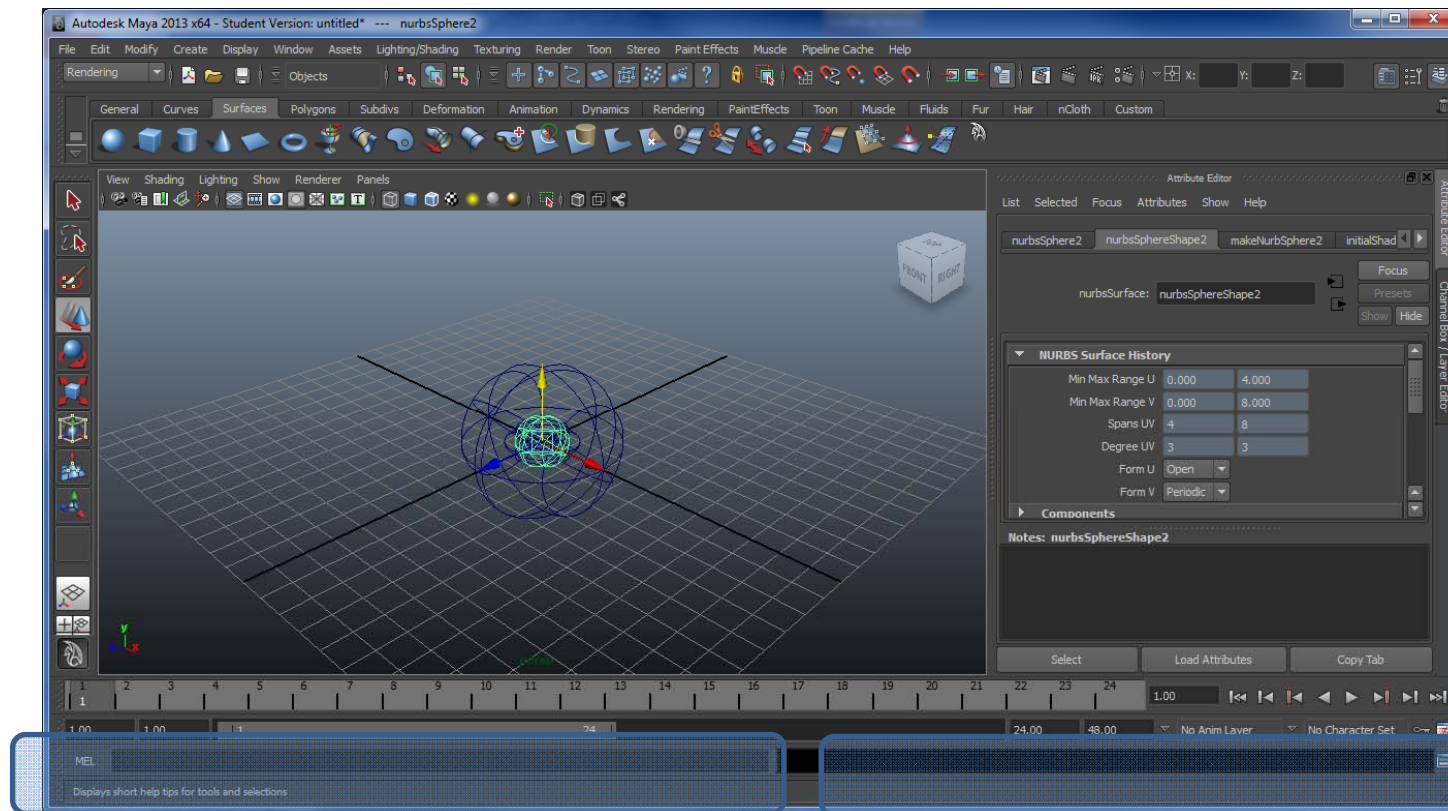 Autodesk Maya 2013 x64 - Student Version: untitled* --- nurbsSphere2
File Edit Modify Create Display Window Assets Lighting/Shading Texturing Render Toon Stereo Paint Effects Muscle Pipeline Cache Help
Rendering Objects X: Y: Z:
General Curves Surfaces Polygons Subdivs Deformation Animation Dynamics Rendering PaintEffects Toon Muscle Fluids Fur Hair nCloth Custom
View Shading Lighting Show Renderer Panels
TOP
FRONT RIGHT
y
x
persp
Attribute Editor
List Selected Focus Attributes Show Help
nurbsSphere2 nurbsSphereShape2 makeNurbSphere2 initialShad
Focus
nurbsSurface: nurbsSphereShape2 Presets
Show Hide
NURBS Surface History
Min Max Range U 0.000 4.000
Min Max Range V 0.000 8.000
Spans UV 4 8
Degree UV 3 3
Form U Open
Form V Periodic
Components
Notes: nurbsSphereShape2
Select Load Attributes Copy Tab
Attribute Editor
Channel Box / Layer Editor
1 2 3 4 5 6 7 8 9 10 11 12 13 14 15 16 17 18 19 20 21 22 23 24
1 1.00
1.00 1.00 1 24 24.00 48.00 No Anim Layer No Character Set
MEL
Displays short help tips for tools and selections